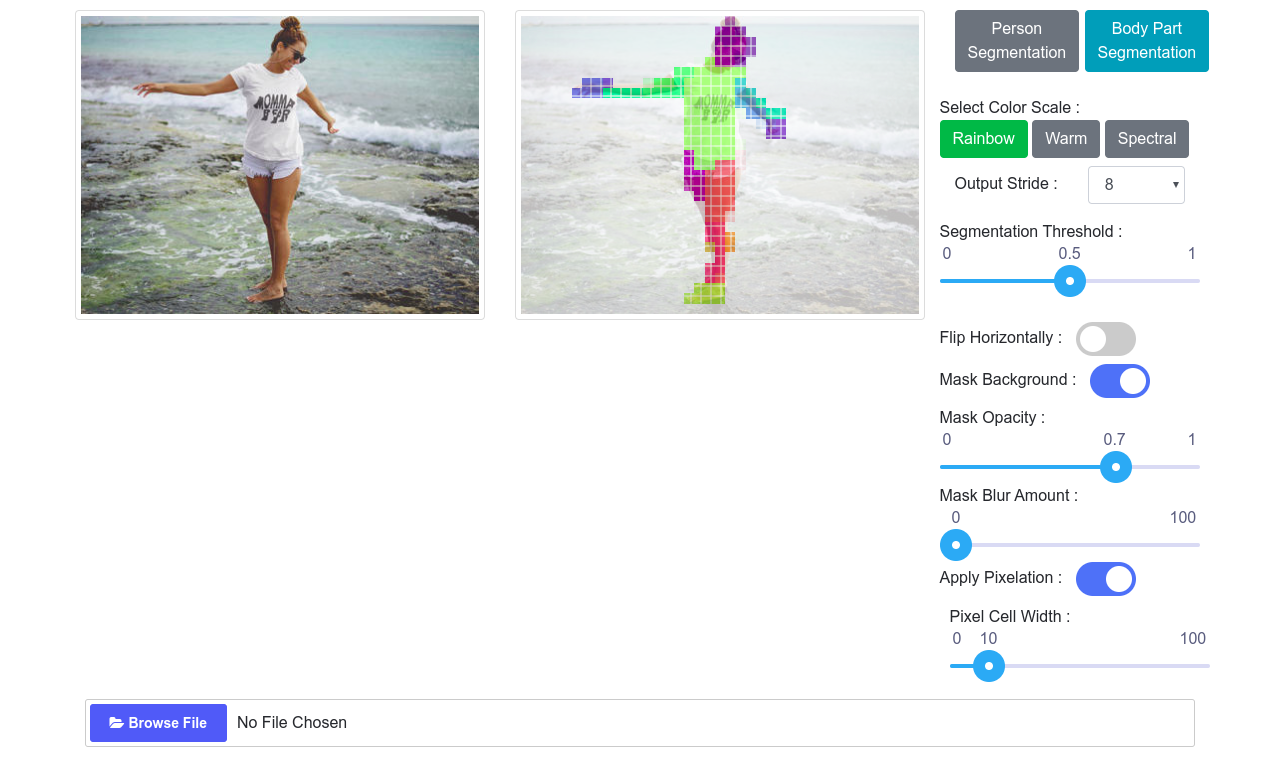 MOMMA
Person
Segmentation
Body Part
Segmentation
Select Color Scale :
Rainbow
Warm
Spectral
Output Stride :
8
Segmentation Threshold :
0
0.5
1
Flip Horizontally :
Mask Background :
Mask Opacity :
0
0.7
1
Mask Blur Amount :
0
100
Apply Pixelation :
Pixel Cell Width :
0
10
100
Browse File
No File Chosen